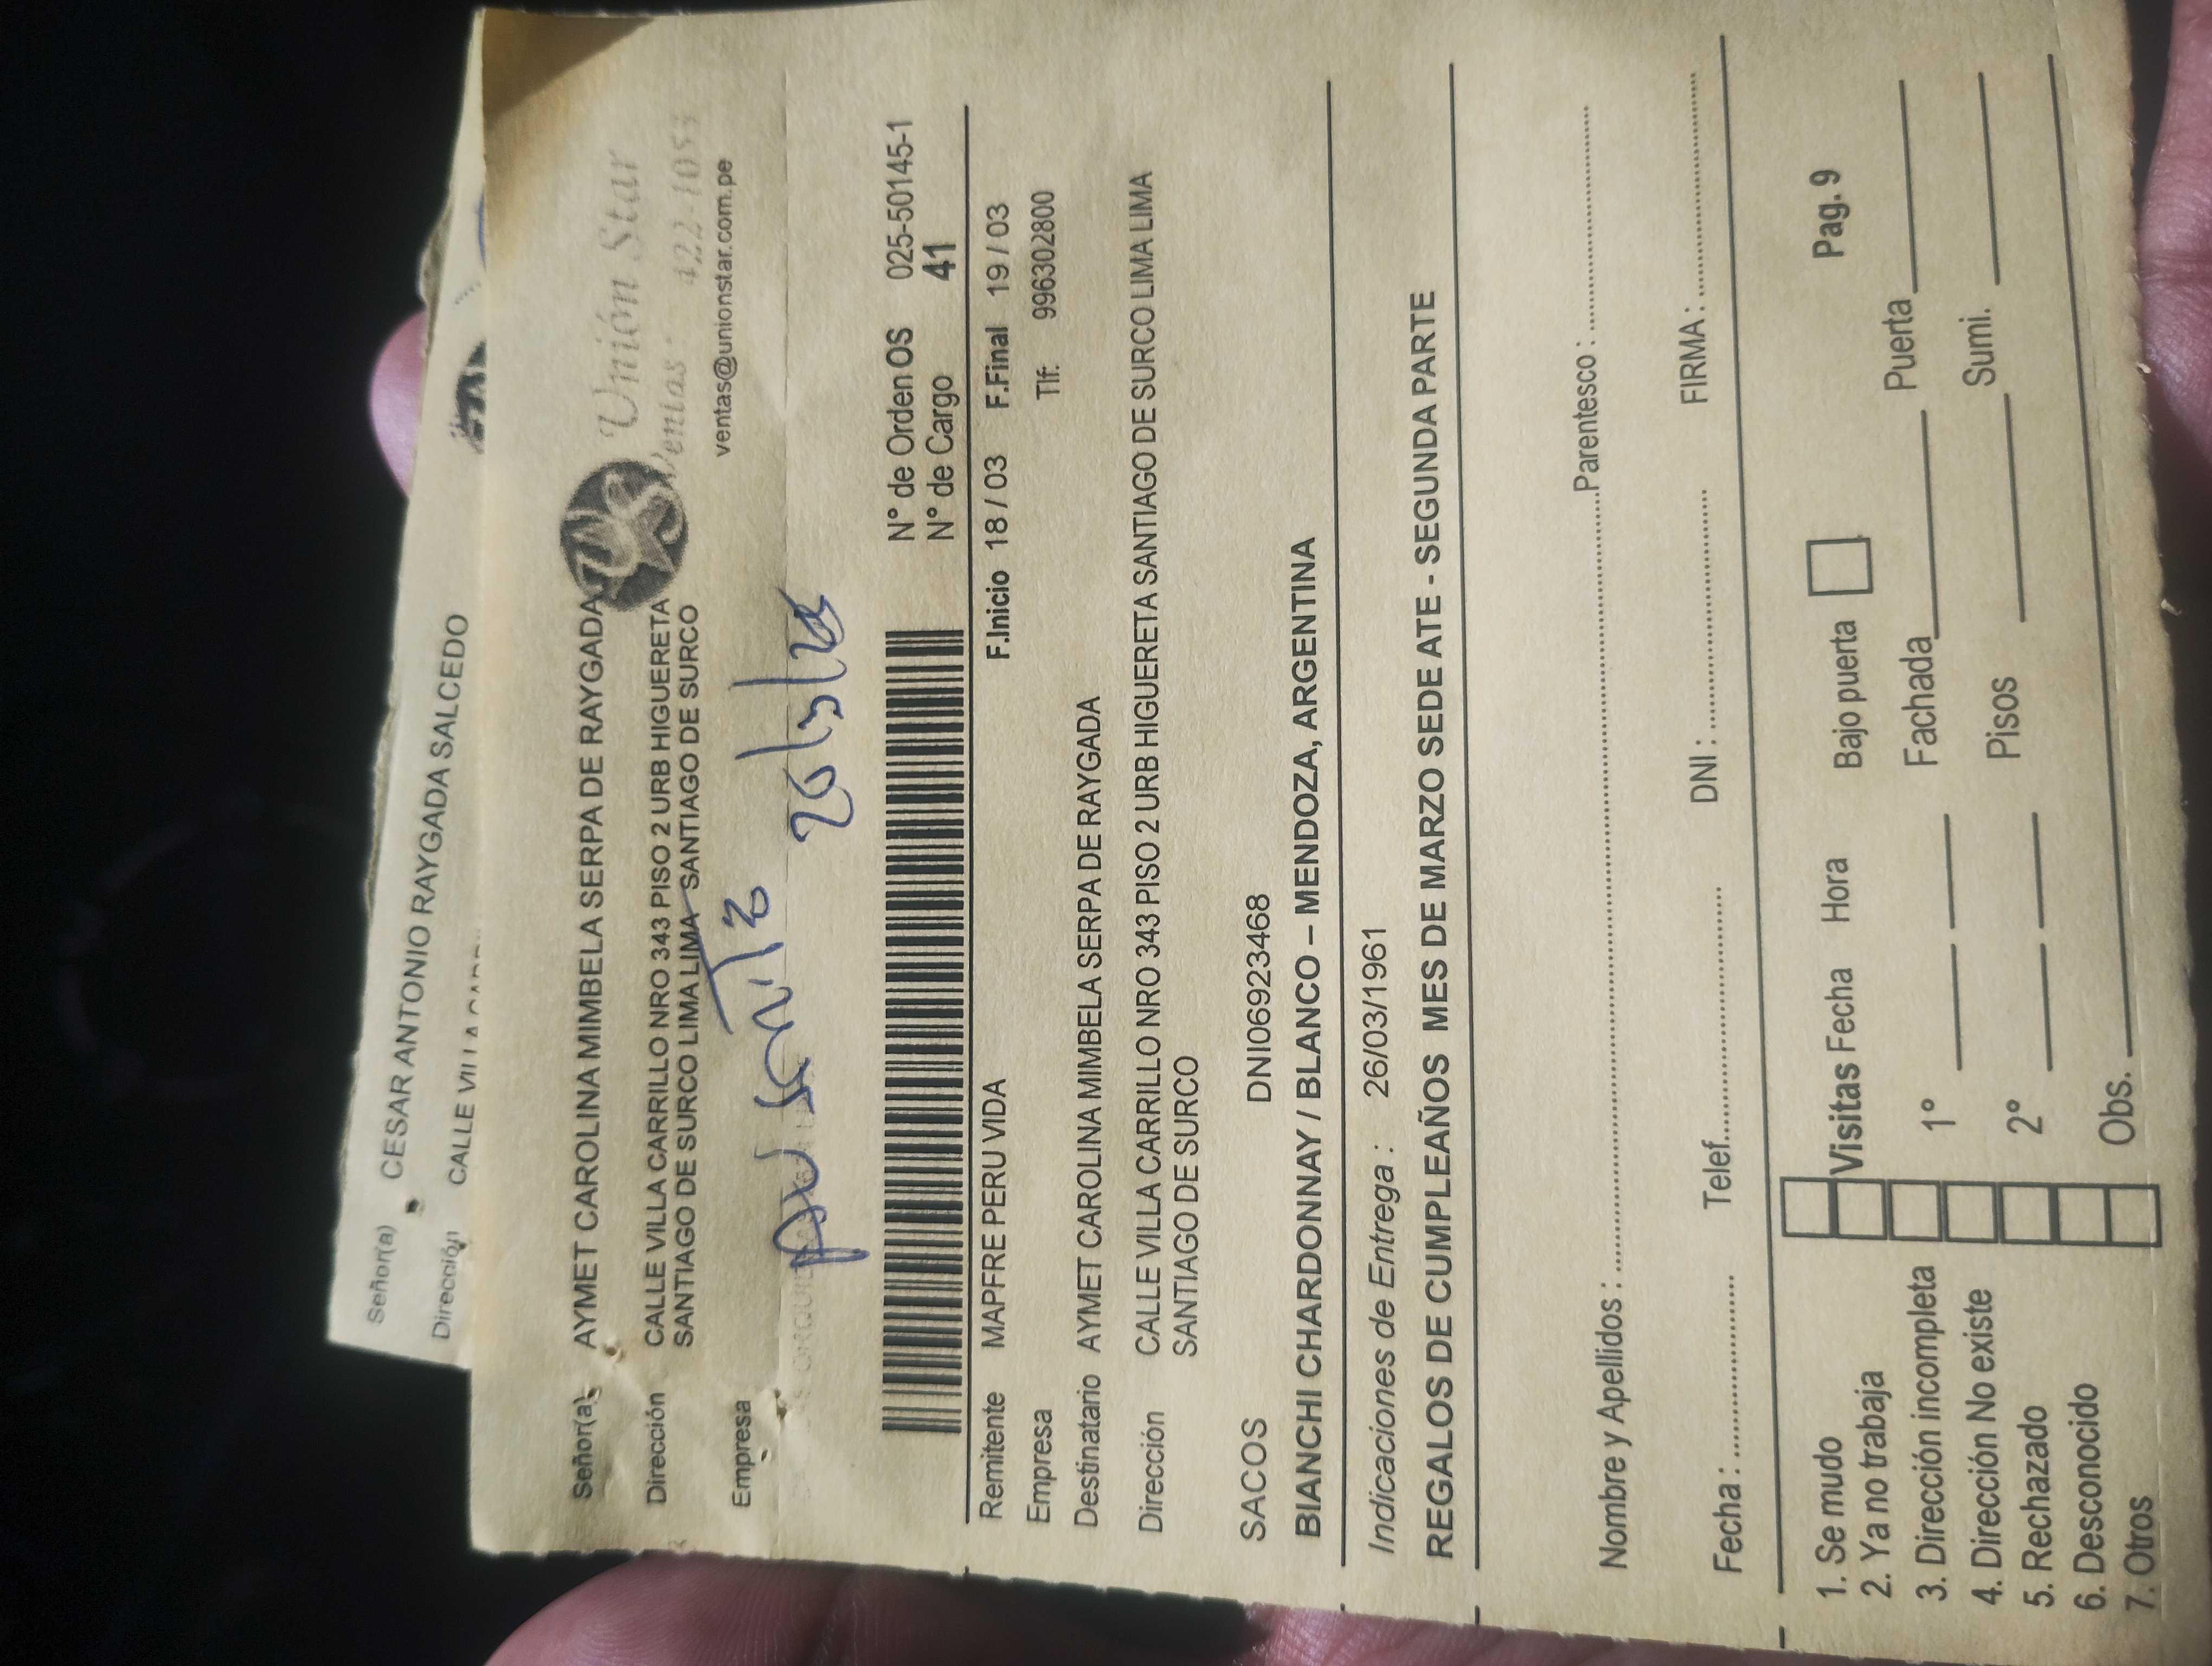 Señor(a) CESAR ANTONIO RAYGADA SALCEDO
Dirección CALLE VILLA
Señor(a) AYMET CAROLINA MIMBELA SERPA DE RAYGADA
Unión Star
Dirección CALLE VILLA CARRILLO NRO 343 PISO 2 URB HIGUERETA
SANTIAGO DE SURCO LIMA LIMA SANTIAGO DE SURCO
Ventas 422-1053
ventas@unionstar.com.pe
Empresa
N° de Orden OS 025-50145-1
N° de Cargo 41
Remitente MAPFRE PERU VIDA F.Inicio 18 / 03 F.Final 19 / 03
Empresa Tlf: 996302800
Destinatario AYMET CAROLINA MIMBELA SERPA DE RAYGADA
Dirección CALLE VILLA CARRILLO NRO 343 PISO 2 URB HIGUERETA SANTIAGO DE SURCO LIMA LIMA
SANTIAGO DE SURCO
SACOS DNI06923468
BIANCHI CHARDONNAY / BLANCO – MENDOZA, ARGENTINA
Indicaciones de Entrega : 26/03/1961
REGALOS DE CUMPLEAÑOS MES DE MARZO SEDE ATE - SEGUNDA PARTE
Nombre y Apellidos : Parentesco :
Fecha : Telef. DNI : FIRMA :
1. Se mudo
2. Ya no trabaja
3. Dirección incompleta
4. Dirección No existe
5. Rechazado
6. Desconocido
7. Otros
Visitas Fecha Hora Bajo puerta Pag. 9
1° Fachada Puerta
2° Pisos Sumi.
Obs.